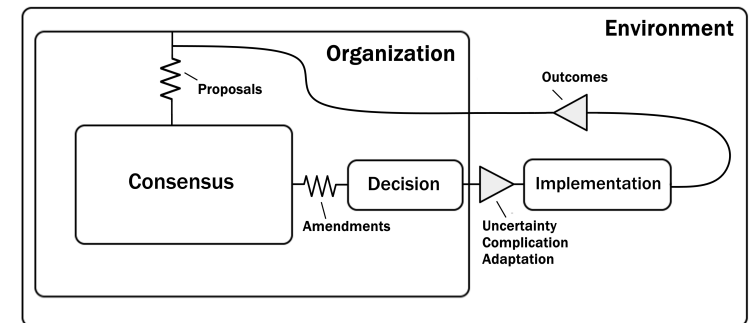 Environment
Organization
Outcomes
Proposals
Consensus
Decision
Implementation
Amendments
Uncertainty
Complication
Adaptation